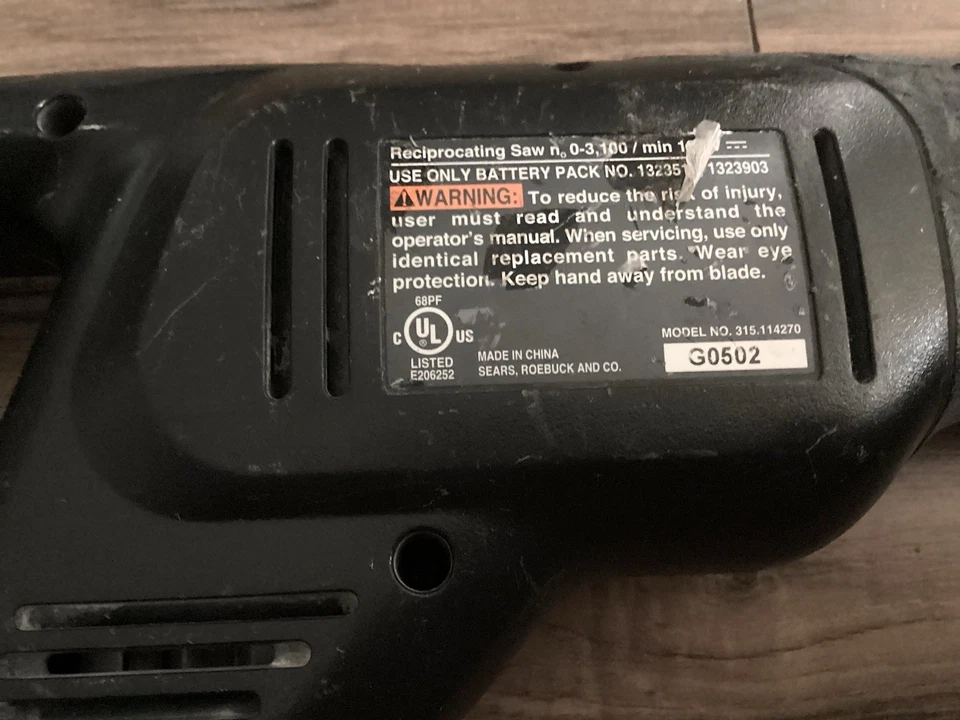 Reciprocating Saw n₀ 0-3,100 / min
USE ONLY BATTERY PACK NO. 1323903
⚠WARNING: To reduce the risk of injury,
user must read and understand the
operator's manual. When servicing, use only
identical replacement parts. Wear eye
protection. Keep hand away from blade.
68PF
C UL US
®
LISTED
E206252
MADE IN CHINA
SEARS, ROEBUCK AND CO.
MODEL NO. 315.114270
G0502